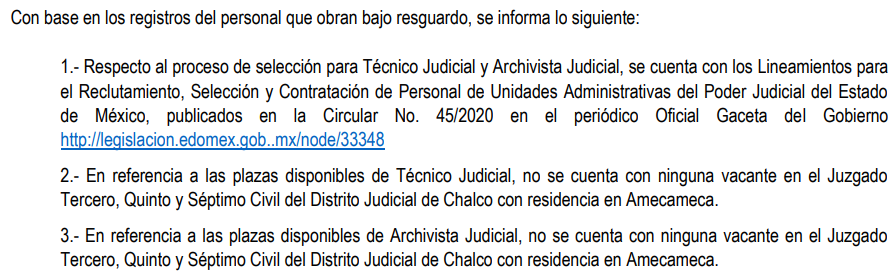 Con base en los registros del personal que obran bajo resguardo, se informa lo siguiente:
1.- Respecto al proceso de selección para Técnico Judicial y Archivista Judicial, se cuenta con los Lineamientos para
el Reclutamiento, Selección y Contratación de Personal de Unidades Administrativas del Poder Judicial del Estado
de México, publicados en la Circular No. 45/2020 en el periódico Oficial Gaceta del Gobierno
http://legislacion.edomex.gob..mx/node/33348
2.- En referencia a las plazas disponibles de Técnico Judicial, no se cuenta con ninguna vacante en el Juzgado
Tercero, Quinto y Séptimo Civil del Distrito Judicial de Chalco con residencia en Amecameca.
3.- En referencia a las plazas disponibles de Archivista Judicial, no se cuenta con ninguna vacante en el Juzgado
Tercero, Quinto y Séptimo Civil del Distrito Judicial de Chalco con residencia en Amecameca.